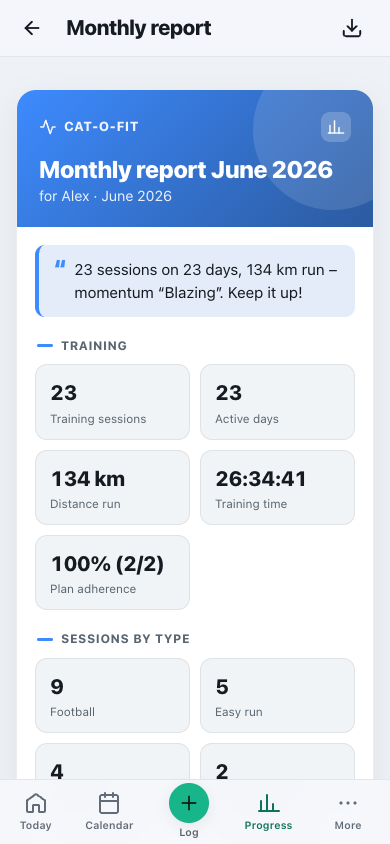 Monthly report
CAT-O-FIT
Monthly report June 2026
for Alex · June 2026
" 23 sessions on 23 days, 134 km run –
momentum “Blazing”. Keep it up!
TRAINING
23
Training sessions
23
Active days
134 km
Distance run
26:34:41
Training time
100% (2/2)
Plan adherence
SESSIONS BY TYPE
9
Football
5
Easy run
4
2
Today
Calendar
Log
Progress
More